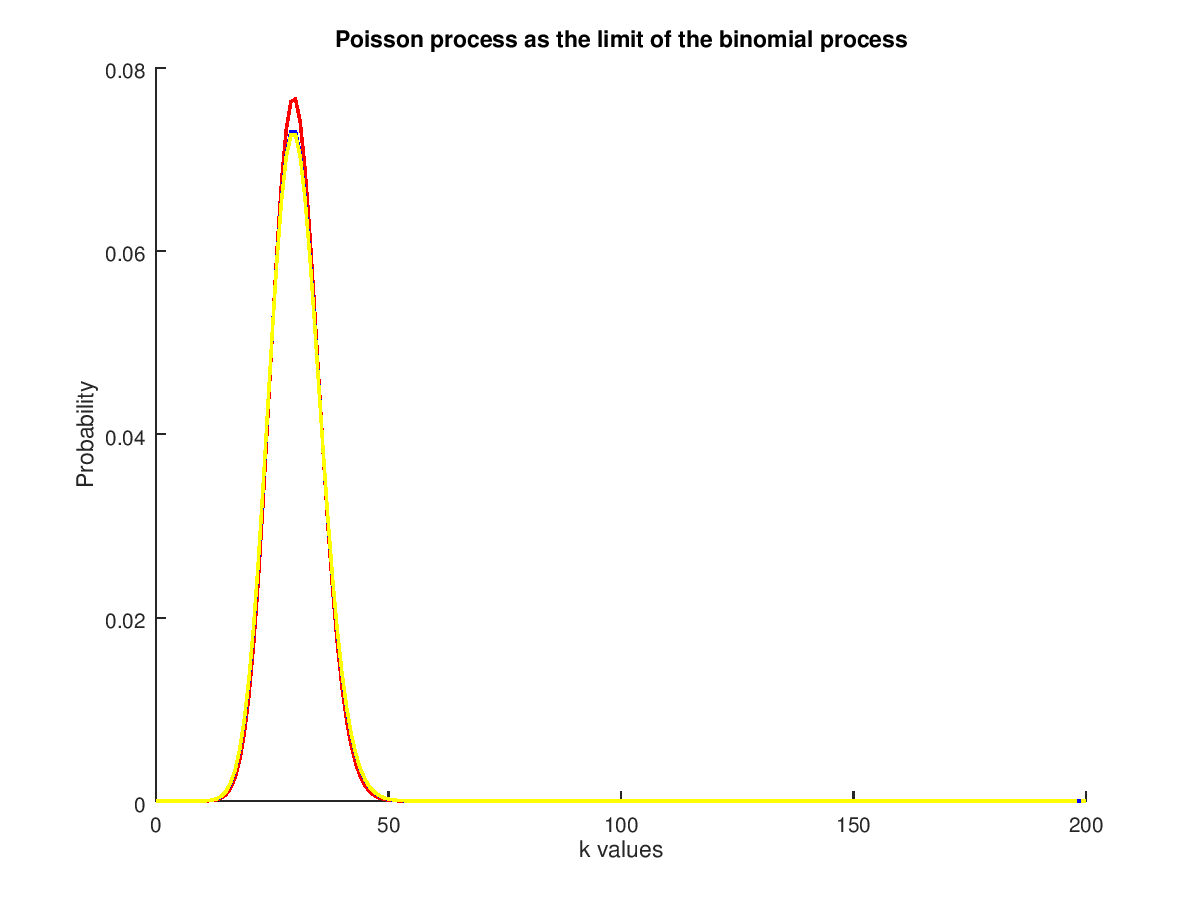 Poisson process as the limit of the binomial process
0.08
0.06
0.04
0.02
0
Probability
0 50 100 150 200
k values